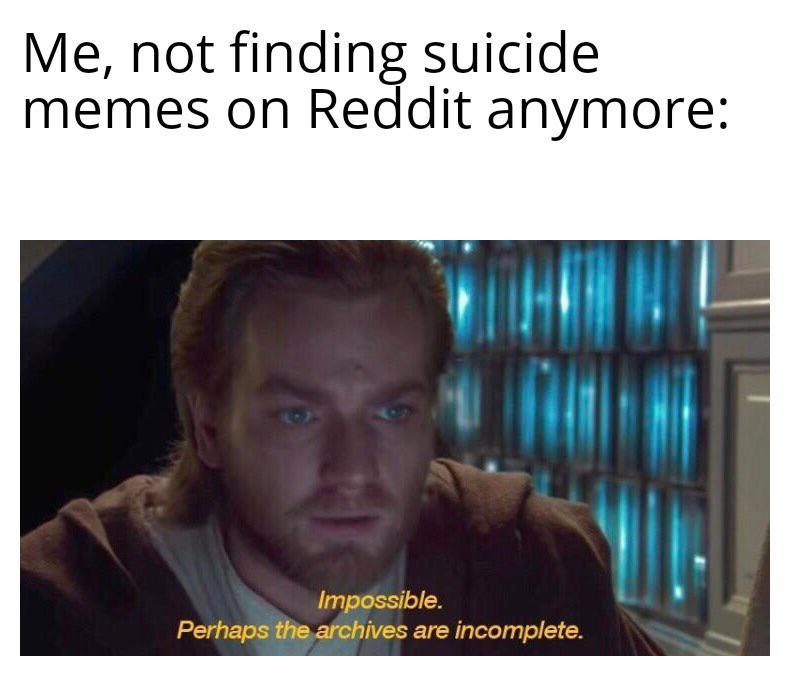 Me, not finding suicide
memes on Reddit anymore:
Impossible.
Perhaps the archives are incomplete.